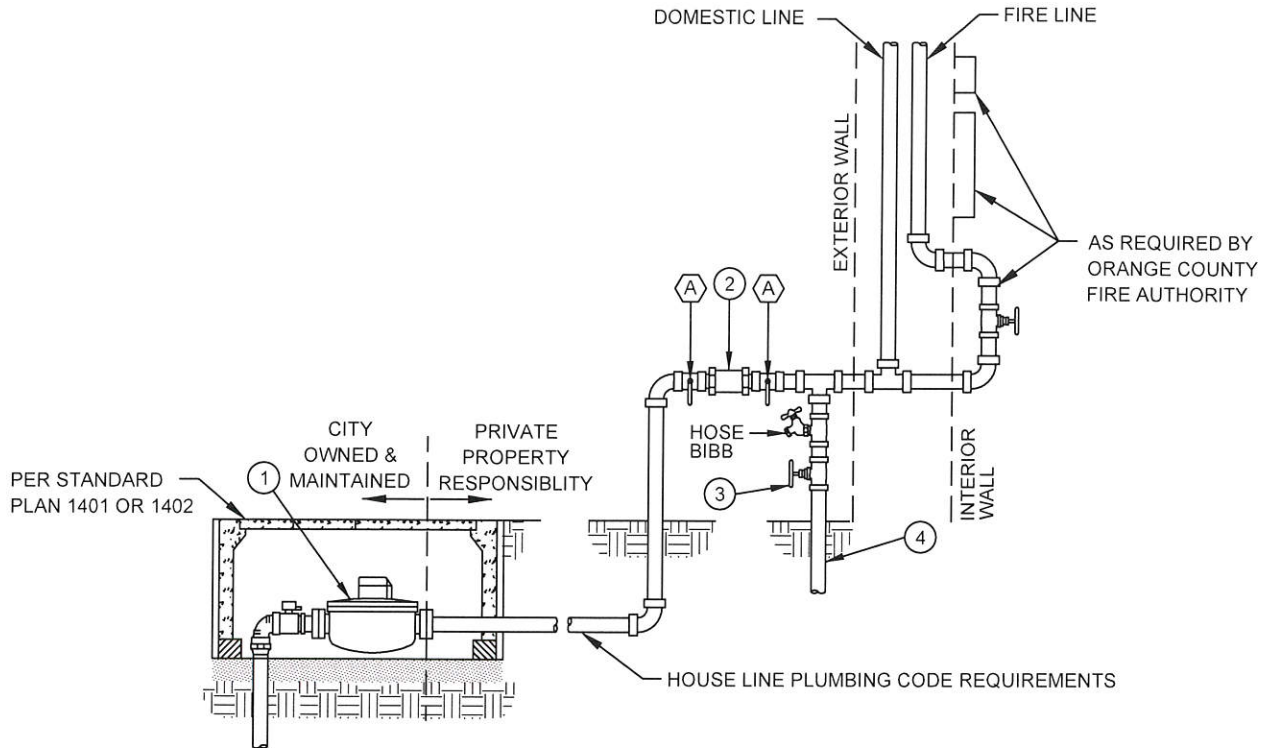 DOMESTIC LINE
FIRE LINE
EXTERIOR WALL
AS REQUIRED BY
ORANGE COUNTY
FIRE AUTHORITY
A
2
A
CITY
OWNED &
MAINTAINED
PRIVATE
PROPERTY
RESPONSIBLITY
HOSE
BIBB
PER STANDARD
PLAN 1401 OR 1402
1
3
INTERIOR
WALL
4
HOUSE LINE PLUMBING CODE REQUIREMENTS